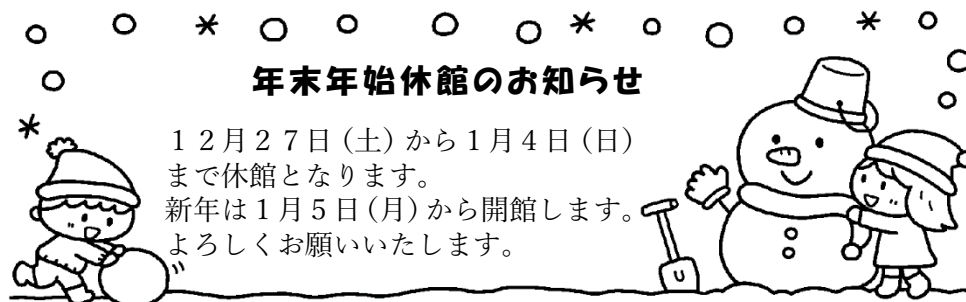 年末年始休館のお知らせ
１２月２７日（土）から１月４日（日）
まで休館となります。
新年は１月５日（月）から開館します。
よろしくお願いいたします。